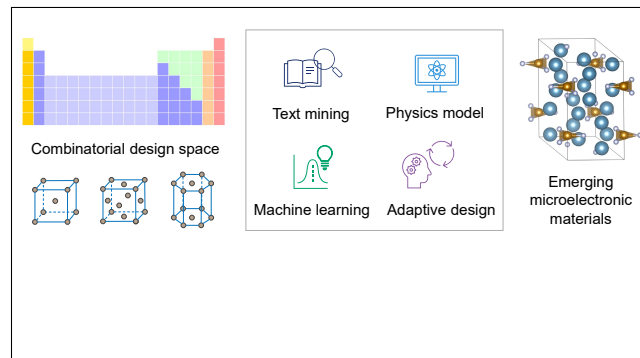 Text mining
Physics model
Combinatorial design space
Machine learning
Adaptive design
Emerging
microelectronic
materials